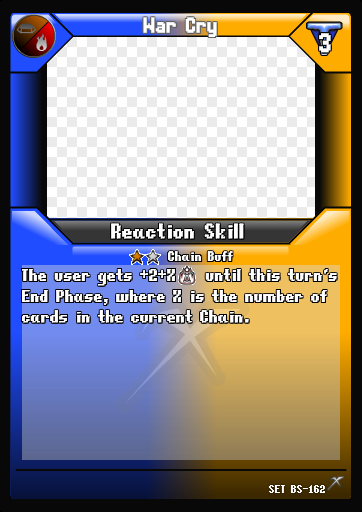 War Cry
3
Reaction Skill
Chain Buff
The user gets +2+X until this turn's
End Phase, where X is the number of
cards in the current Chain.
SET BS-162